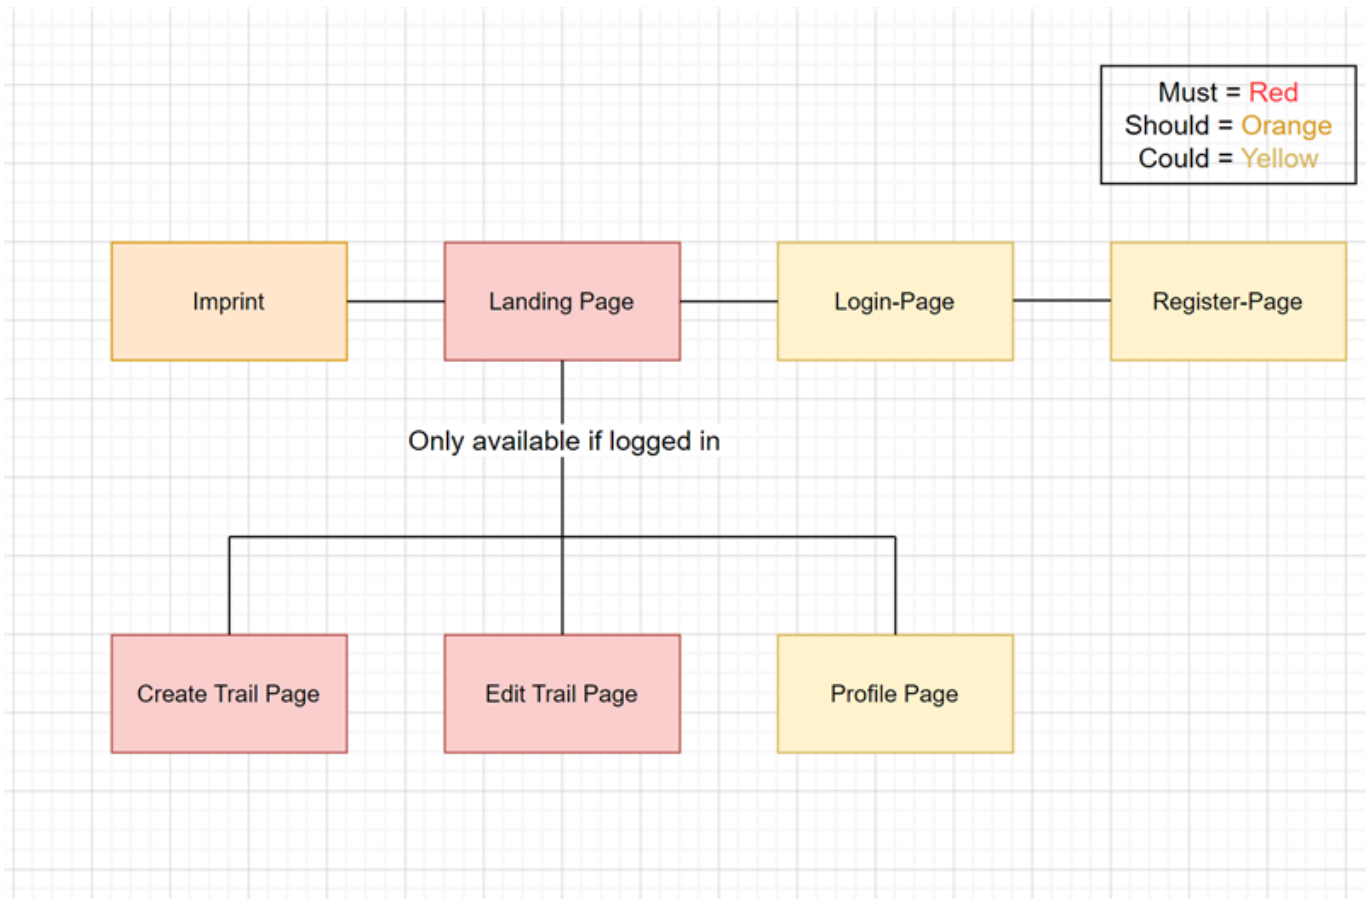 Must = Red
Should = Orange
Could = Yellow
Imprint
Landing Page
Login-Page
Register-Page
Only available if logged in
Create Trail Page
Edit Trail Page
Profile Page